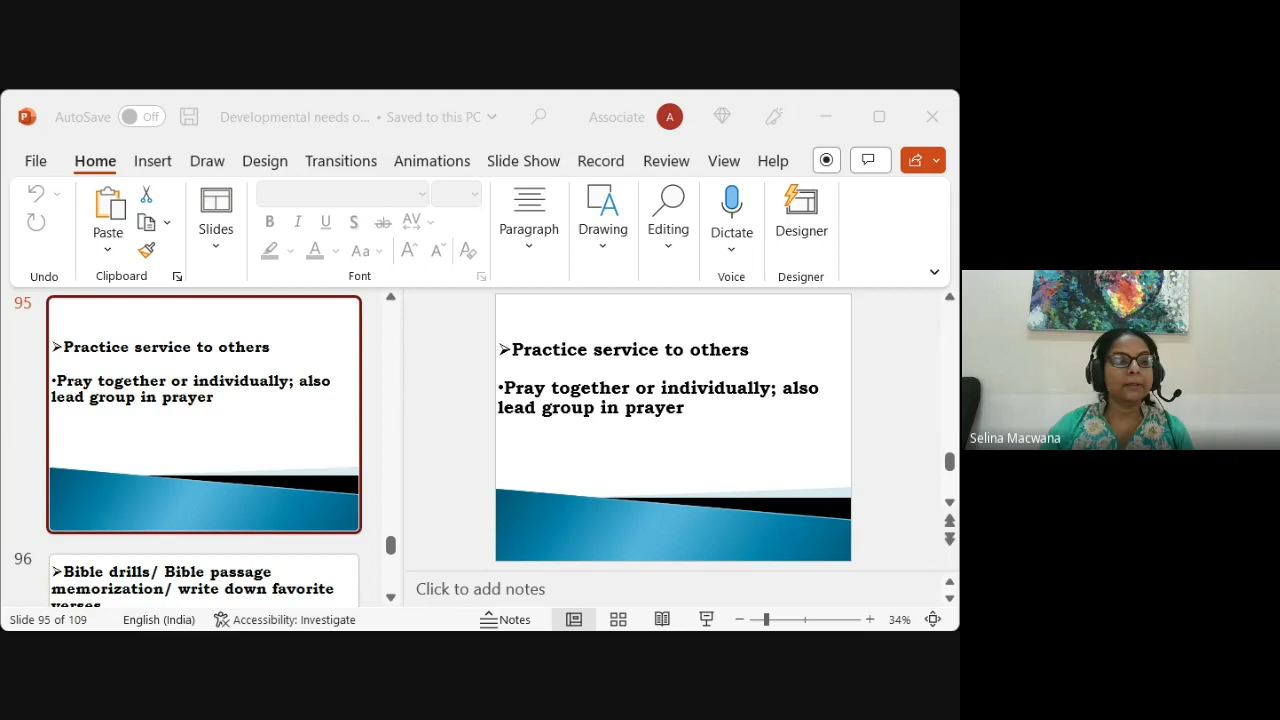 AutoSave Off Developmental needs o... • Saved to this PC Associate A
File Home Insert Draw Design Transitions Animations Slide Show Record Review View Help
Paste Slides Paragraph Drawing Editing Dictate Designer
B I U S ab AV
A Aa A A A
Undo Clipboard Font Voice Designer
95
➢Practice service to others
•Pray together or individually; also
lead group in prayer
96
➢Bible drills/ Bible passage
memorization/ write down favorite
verses
➢Practice service to others
•Pray together or individually; also
lead group in prayer
Click to add notes
Slide 95 of 109 English (India) Accessibility: Investigate Notes 34%
Selina Macwana